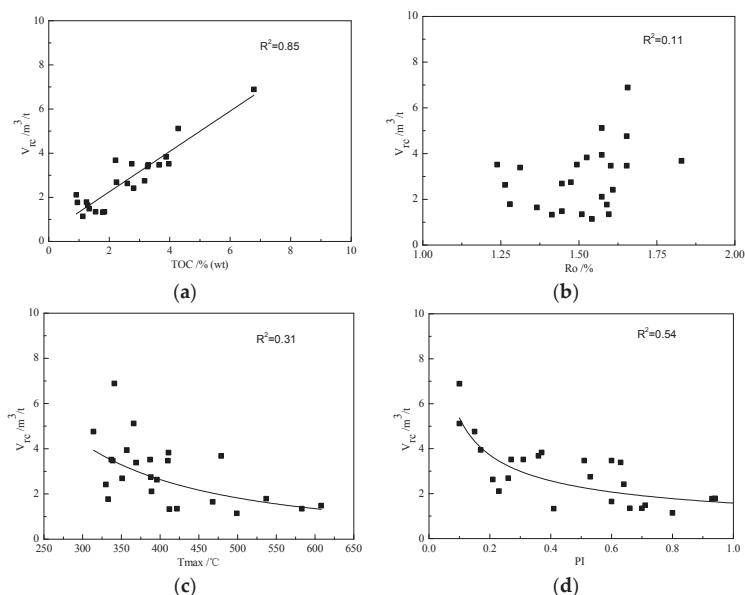 R²=0.85
V_rc /m³/t
10
8
6
4
2
0
0 2 4 6 8 10
TOC /% (wt)
(a)
R²=0.11
V_rc /m³/t
10
8
6
4
2
0
1.00 1.25 1.50 1.75 2.00
Ro /%
(b)
R²=0.31
V_rc /m³/t
10
8
6
4
2
0
250 300 350 400 450 500 550 600 650
Tmax /℃
(c)
R²=0.54
V_rc /m³/t
10
8
6
4
2
0
0.0 0.2 0.4 0.6 0.8 1.0
PI
(d)